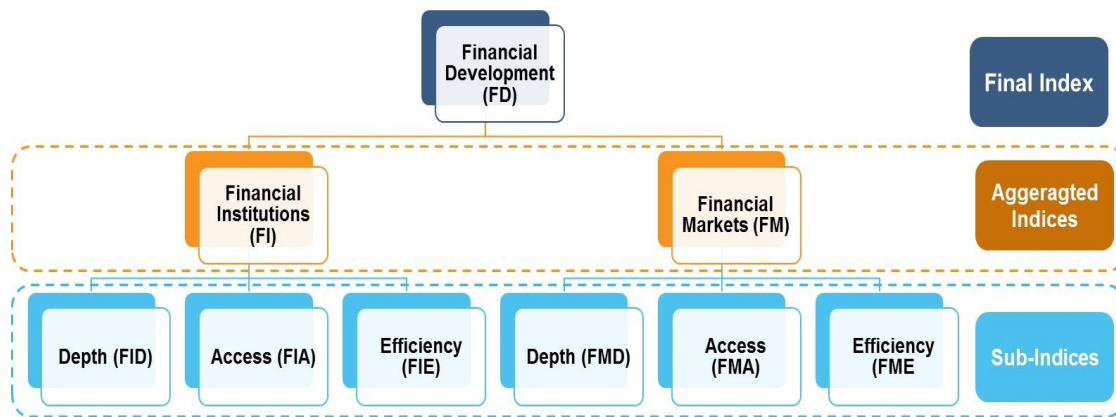 Financial
Development
(FD)
Final Index
Financial
Institutions
(FI)
Financial
Markets (FM)
Aggeragted
Indices
Depth (FID)
Access (FIA)
Efficiency
(FIE)
Depth (FMD)
Access
(FMA)
Efficiency
(FME
Sub-Indices